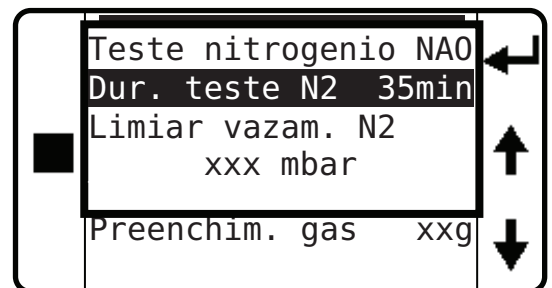 Teste nitrogenio NAO
Dur. teste N2 35min
Limiar vazam. N2
xxx mbar
Preenchim. gas xxg